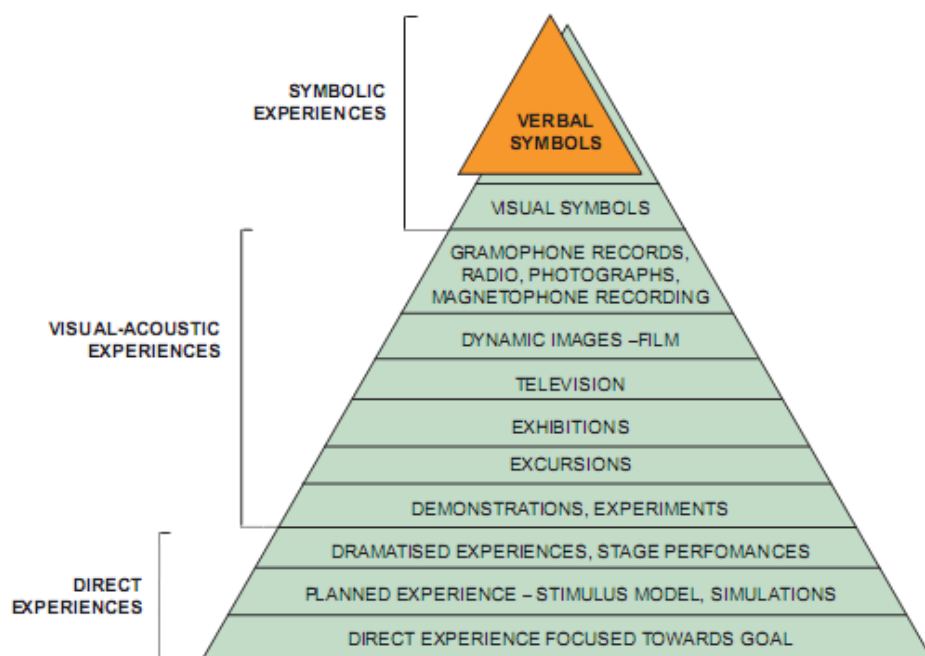 SYMBOLIC
EXPERIENCES
VERBAL
SYMBOLS
VISUAL SYMBOLS
GRAMOPHONE RECORDS,
RADIO, PHOTOGRAPHS,
MAGNETOPHONE RECORDING
VISUAL-ACOUSTIC
EXPERIENCES
DYNAMIC IMAGES –FILM
TELEVISION
EXHIBITIONS
EXCURSIONS
DEMONSTRATIONS, EXPERIMENTS
DIRECT
EXPERIENCES
DRAMATISED EXPERIENCES, STAGE PERFOMANCES
PLANNED EXPERIENCE – STIMULUS MODEL, SIMULATIONS
DIRECT EXPERIENCE FOCUSED TOWARDS GOAL